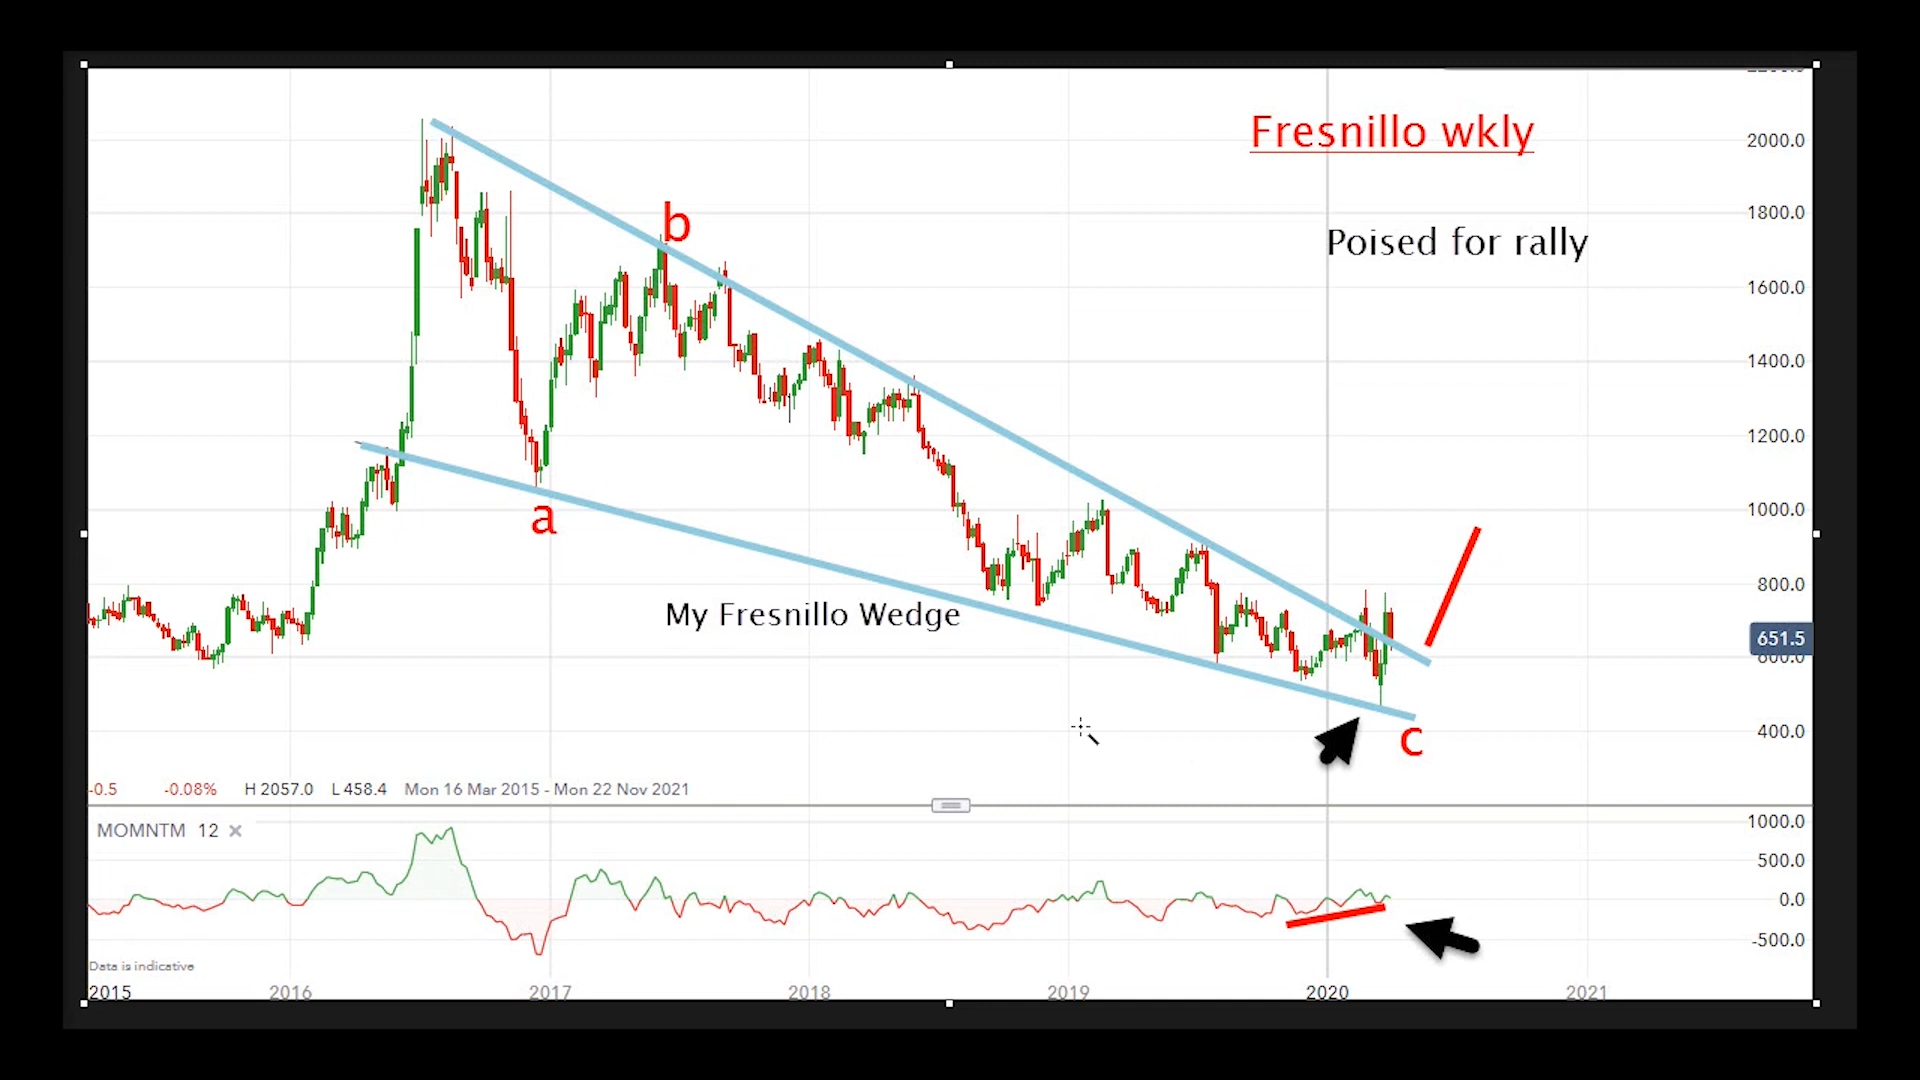 Fresnillo wkly
2000.0
b
1800.0
Poised for rally
1600.0
1400.0
1200.0
a
1000.0
800.0
My Fresnillo Wedge
651.5
600.0
400.0
c
-0.5 -0.08% H 2057.0 L 458.4 Mon 16 Mar 2015 - Mon 22 Nov 2021
MOMNTM 12 ×
1000.0
500.0
0.0
-500.0
Data is indicative
2015 2016 2017 2018 2019 2020 2021